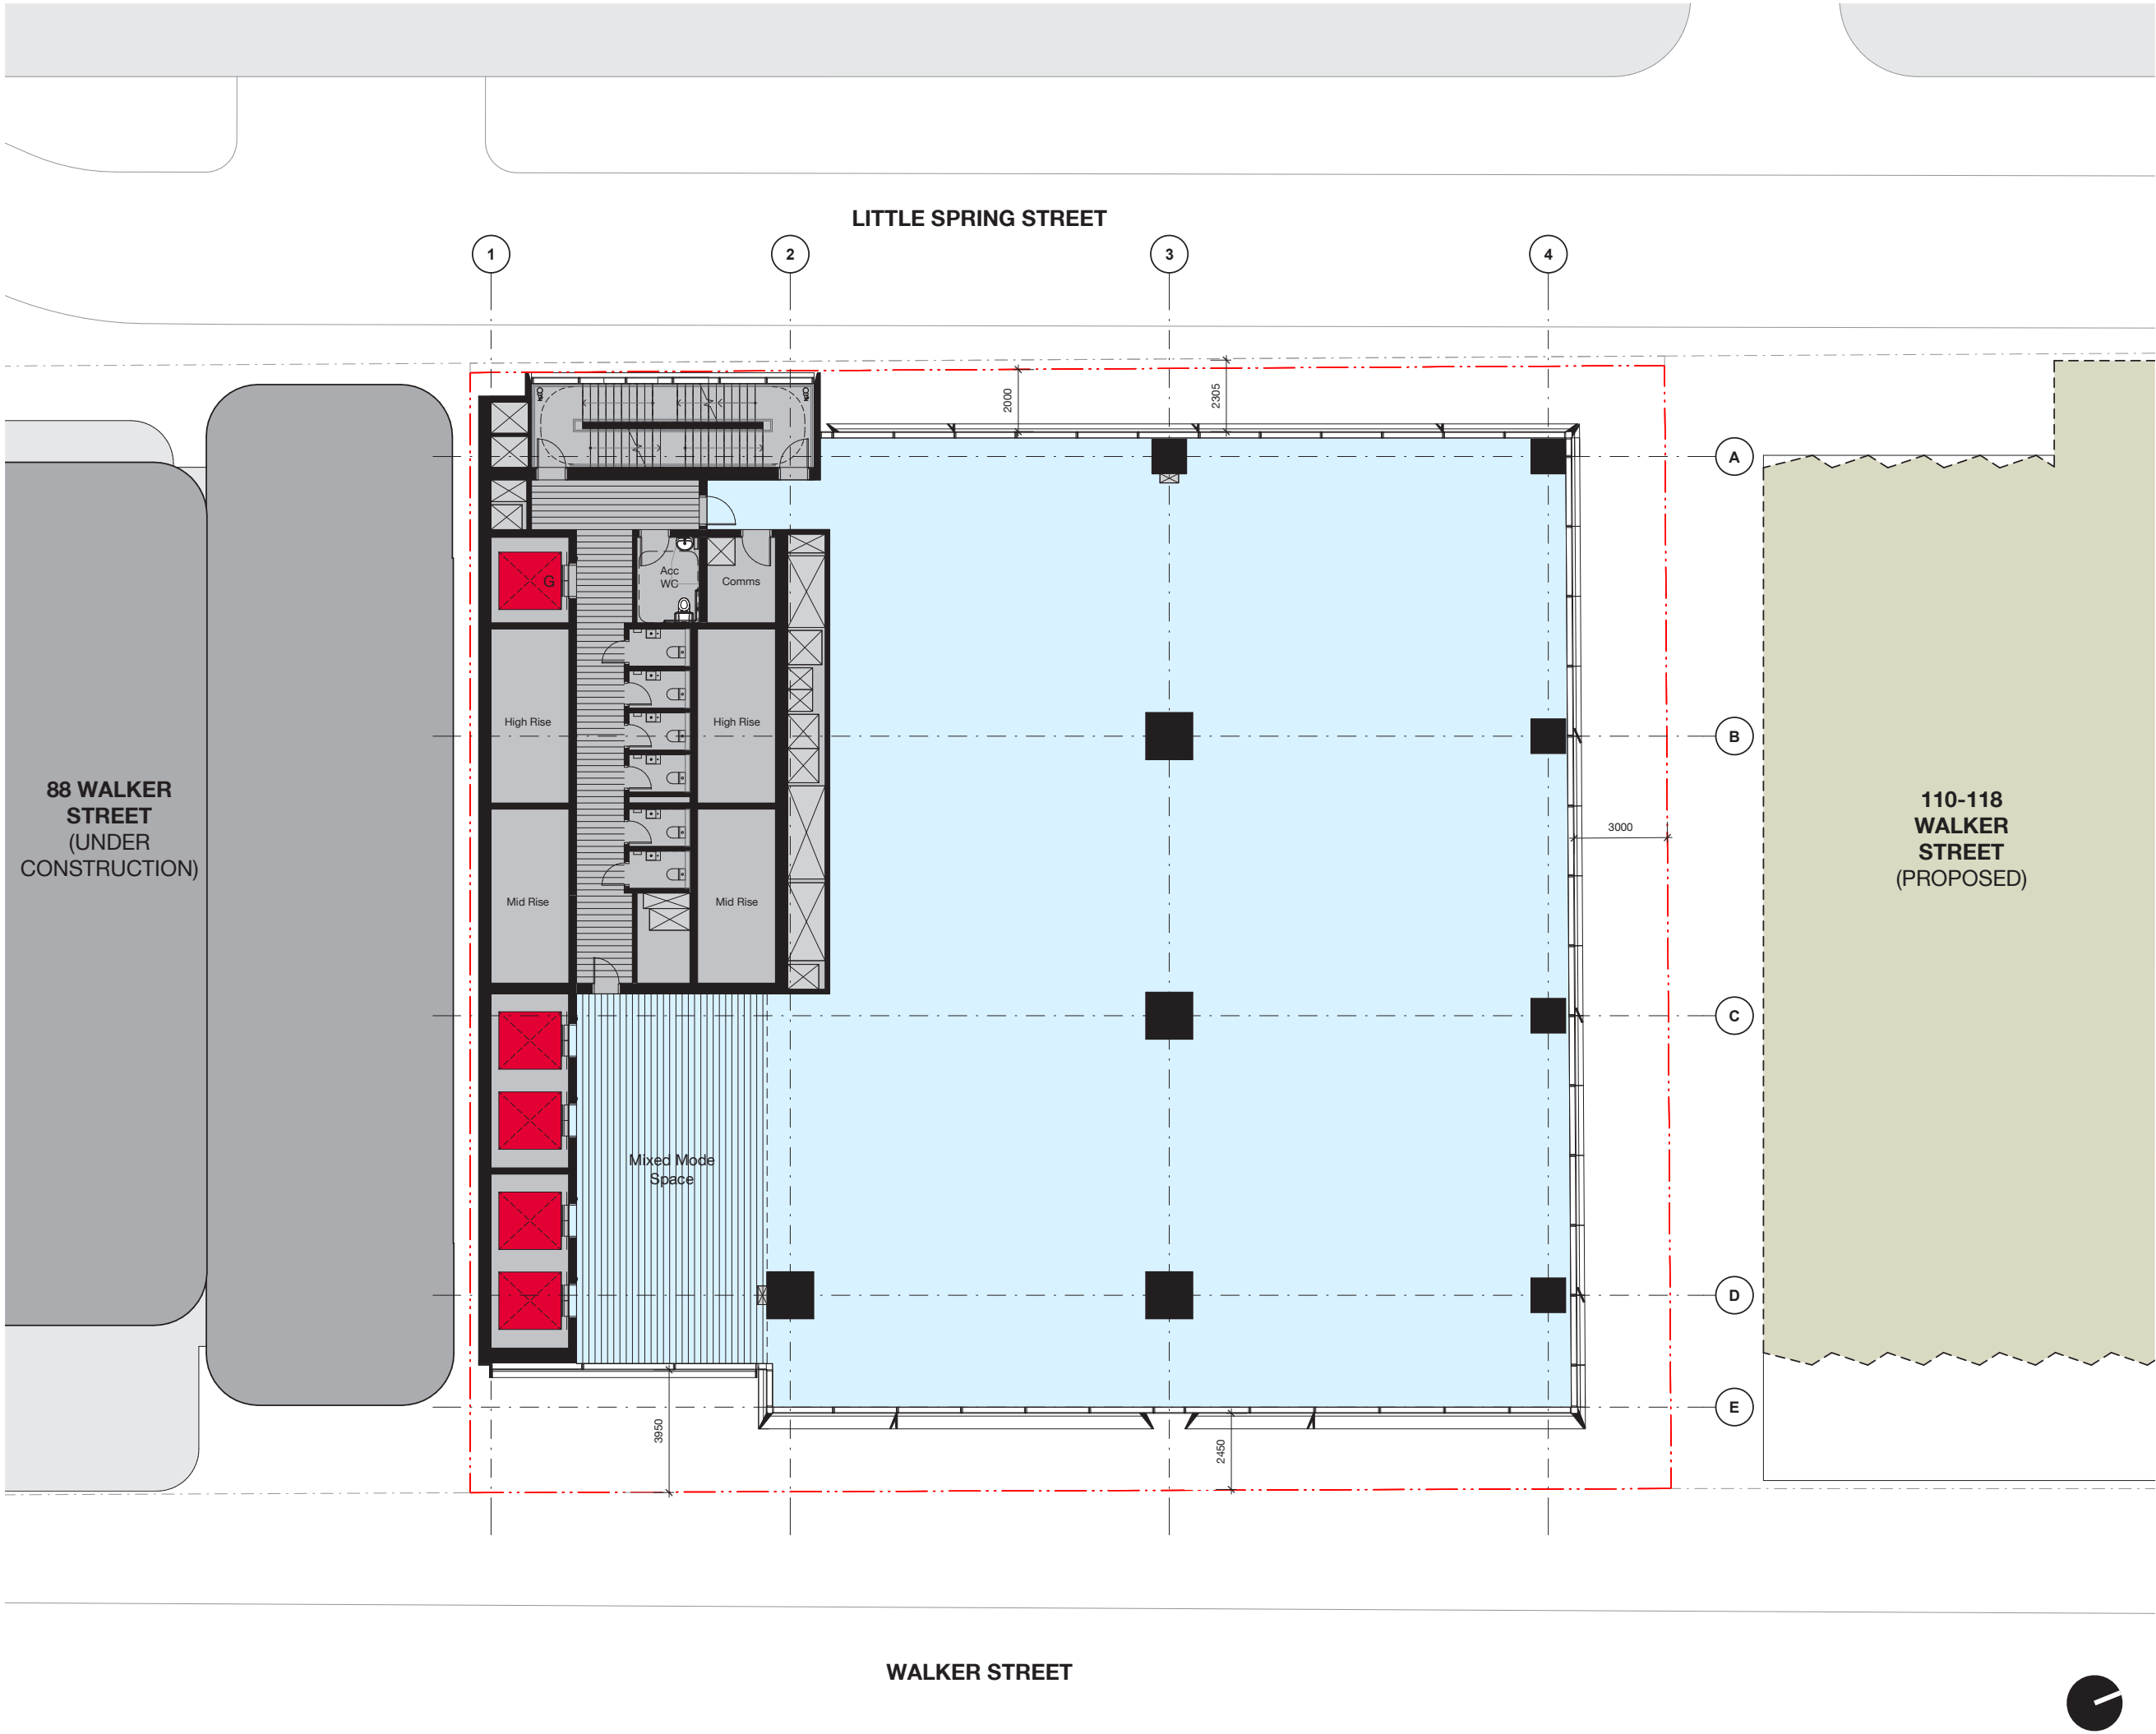 LITTLE SPRING STREET
1
2
3
4
2000
2305
A
G
Acc
WC
Comms
High Rise
High Rise
B
88 WALKER
STREET
(UNDER
CONSTRUCTION)
110-118
WALKER
STREET
(PROPOSED)
3000
Mid Rise
Mid Rise
C
Mixed Mode
Space
D
E
3950
2450
WALKER STREET